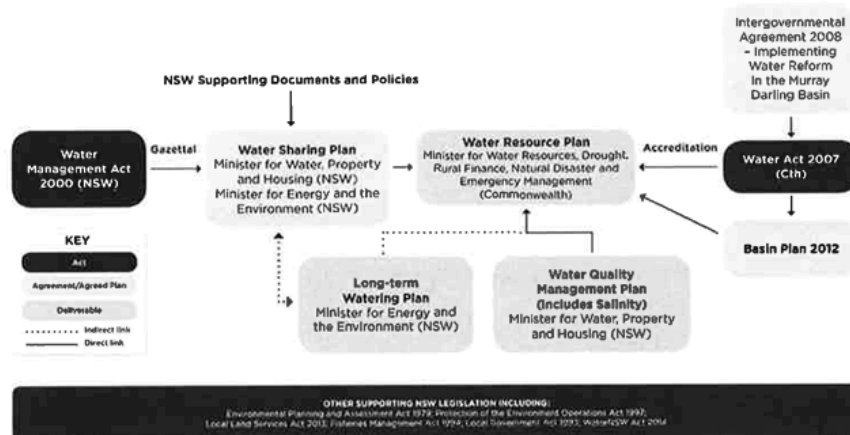 Intergovernmental
Agreement 2008
– Implementing
Water Reform
In the Murray
Darling Basin
NSW Supporting Documents and Policies
Water
Management Act
2000 (NSW)
Gazettal
Water Sharing Plan
Minister for Water, Property
and Housing (NSW)
Minister for Energy and the
Environment (NSW)
Water Resource Plan
Minister for Water Resources, Drought,
Rural Finance, Natural Disaster and
Emergency Management
(Commonwealth)
Accreditation
Water Act 2007
(Cth)
Basin Plan 2012
KEY
Act
Agreement/Agreed Plan
Deliverable
Indirect link
Direct link
Long-term
Watering Plan
Minister for Energy and
the Environment (NSW)
Water Quality
Management Plan
(includes Salinity)
Minister for Water, Property
and Housing (NSW)
OTHER SUPPORTING NSW LEGISLATION INCLUDING:
Environmental Planning and Assessment Act 1979; Protection of the Environment Operations Act 1997;
Local Land Services Act 2013; Fisheries Management Act 1994; Local Government Act 1993; WaterNSW Act 2014